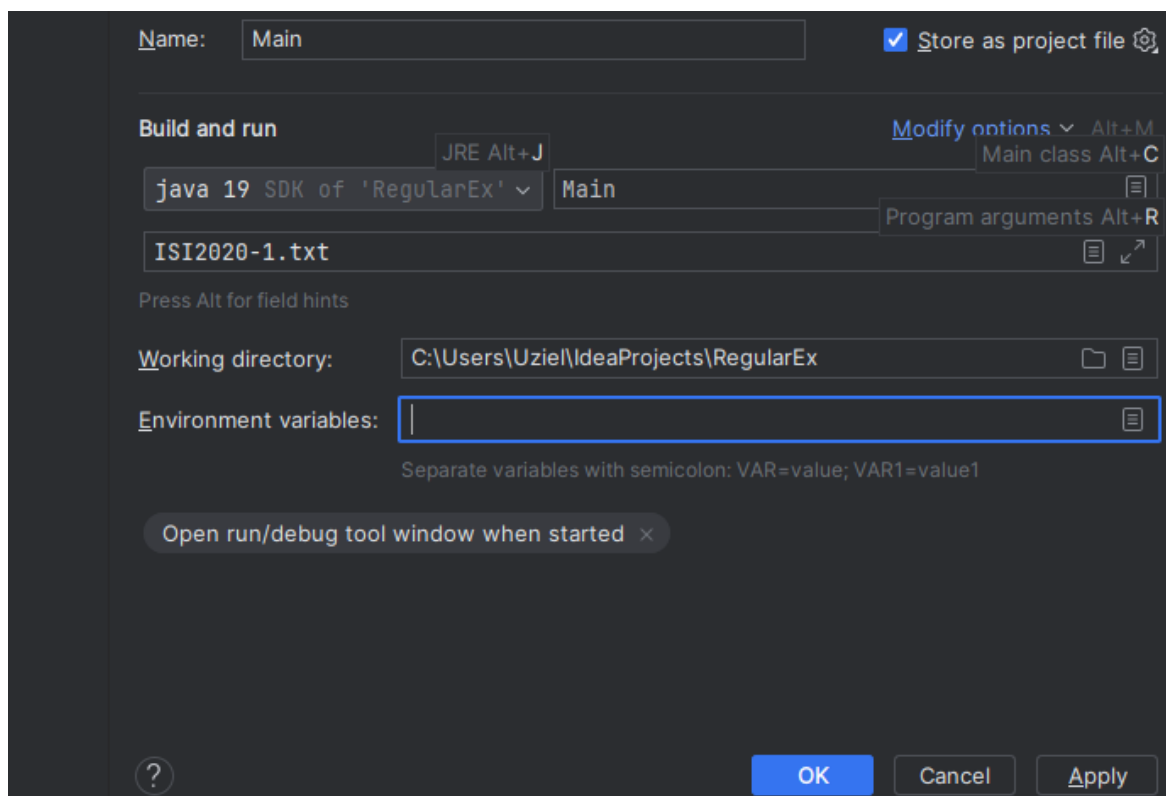 Name: Main Store as project file
Build and run Modify options Alt+M
JRE Alt+J Main class Alt+C
java 19 SDK of 'RegularEx' Main
Program arguments Alt+R
ISI2020-1.txt
Press Alt for field hints
Working directory: C:\Users\Uziel\IdeaProjects\RegularEx
Environment variables:
Separate variables with semicolon: VAR=value; VAR1=value1
Open run/debug tool window when started ×
? OK Cancel Apply